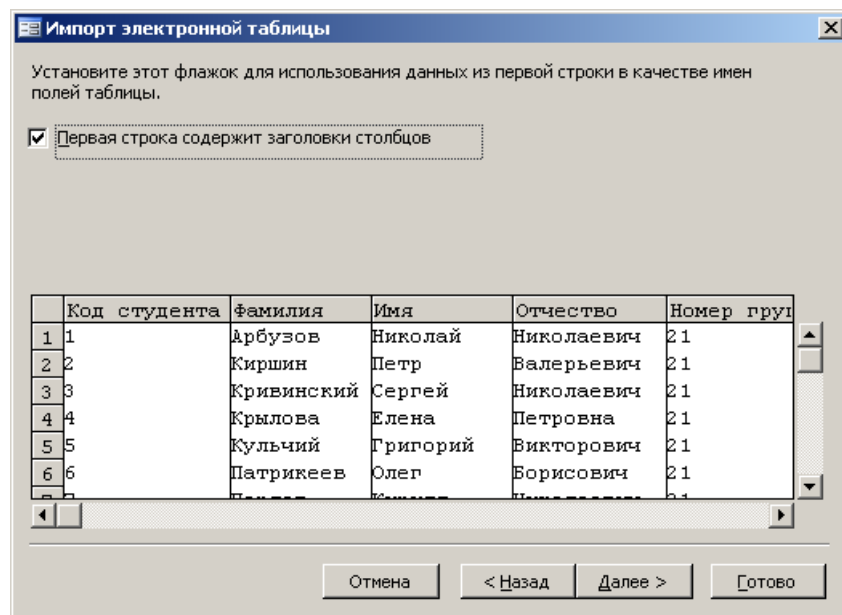 Импорт электронной таблицы
Установите этот флажок для использования данных из первой строки в качестве имен
полей таблицы.
Первая строка содержит заголовки столбцов
Код студента Фамилия Имя Отчество Номер
1 1 Арбузов Николай Николаевич 21
2 2 Киршин Петр Валерьевич 21
3 3 Кривинский Сергей Николаевич 21
4 4 Крылова Елена Петровна 21
5 5 Кульчий Григорий Викторович 21
6 6 Патрикеев Олег Борисович 21
Отмена < Назад Далее > Готово